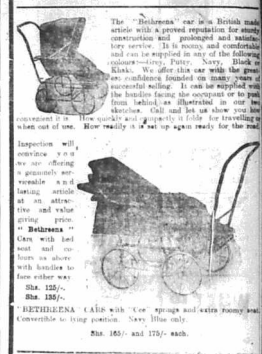 The "Bethreena" car is a British made
article with a proved reputation for sturdy
construction and prolonged and satisfac-
tory service. It is roomy and comfortable
and can be supplied in any of the following
colours:—Grey, Putty, Navy, Black or
Khaki. We offer this car with the great-
est confidence founded on many years of
successful selling. It can be supplied with
the handles facing the occupant or to push
from behind as illustrated in our two
sketches. Call and let us show you how
convenient it is. How quickly and compactly it folds for travelling or
when out of use. How readily it is set up again ready for the road.
Inspection will
convince you
we are offering
a genuinely ser-
viceable and
lasting article
at an attrac-
tive and value
giving price.
"Bethreena"
Cars with bed
seat and co-
lours as above
with handles to
face either way
Shs. 125/-.
Shs. 135/-.
"BETHREENA CARS with "Cee" springs and extra roomy seat.
Convertible to lying position. Navy Blue only.
Shs. 165/- and 175/- each.